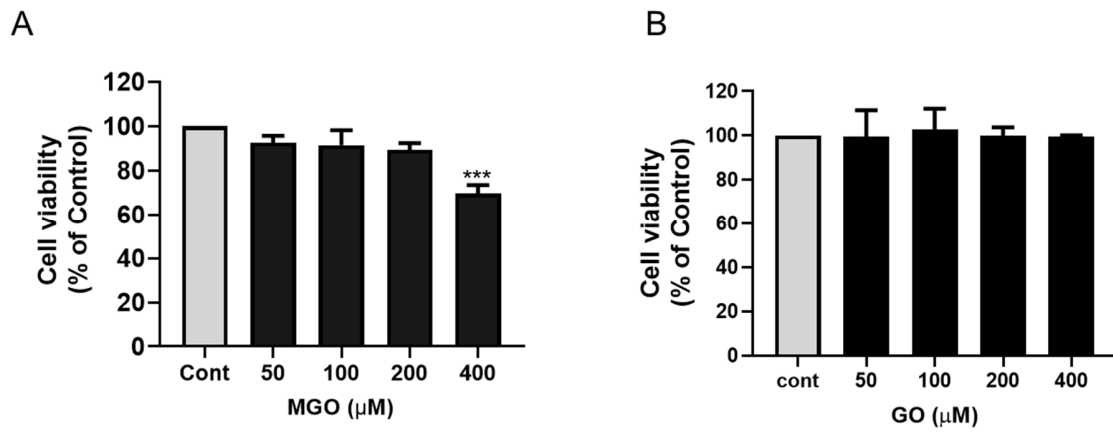 A
Cell viability
(% of Control)
120
100
80
60
40
20
0
***
Cont 50 100 200 400
MGO (μM)
B
Cell viability
(% of Control)
120
100
80
60
40
20
0
cont 50 100 200 400
GO (μM)